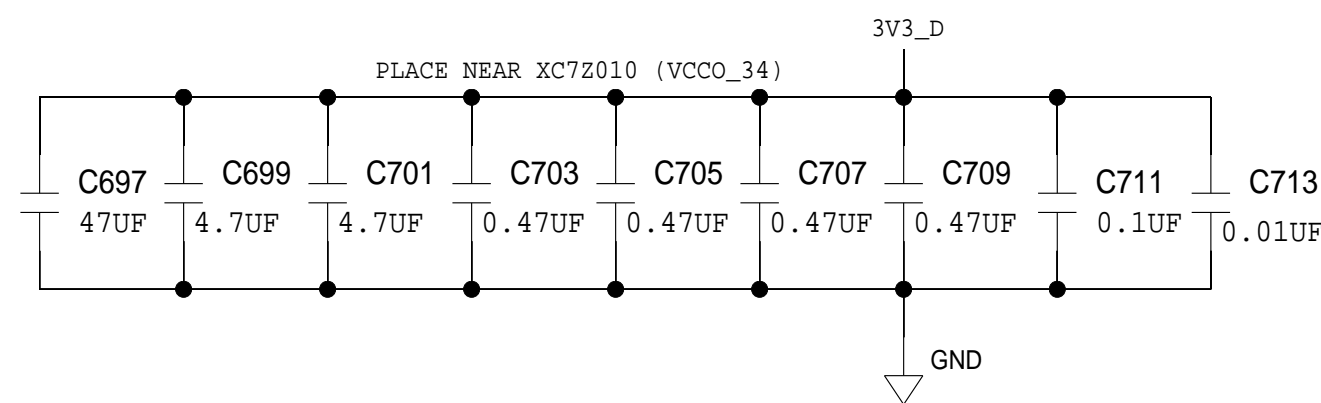 3V3_D
PLACE NEAR XC7Z010 (VCCO_34)
C697 C699 C701 C703 C705 C707 C709 C711 C713
47UF 4.7UF 4.7UF 0.47UF 0.47UF 0.47UF 0.47UF 0.1UF 0.01UF
GND